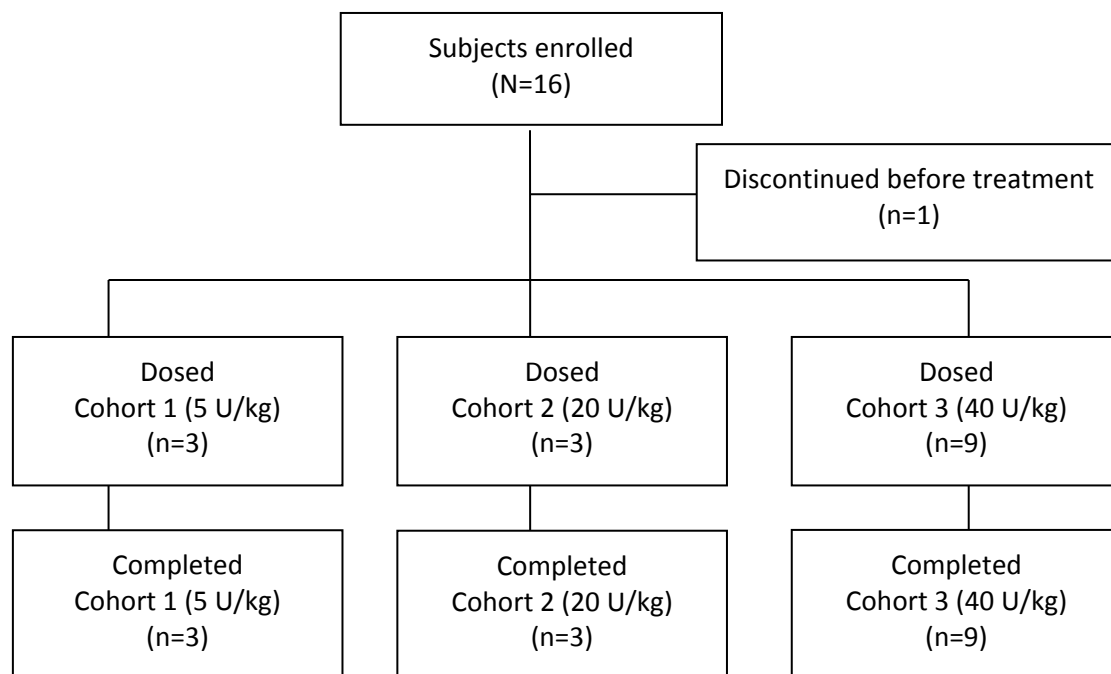 Subjects enrolled
(N=16)
Discontinued before treatment
(n=1)
Dosed
Cohort 1 (5 U/kg)
(n=3)
Dosed
Cohort 2 (20 U/kg)
(n=3)
Dosed
Cohort 3 (40 U/kg)
(n=9)
Completed
Cohort 1 (5 U/kg)
(n=3)
Completed
Cohort 2 (20 U/kg)
(n=3)
Completed
Cohort 3 (40 U/kg)
(n=9)